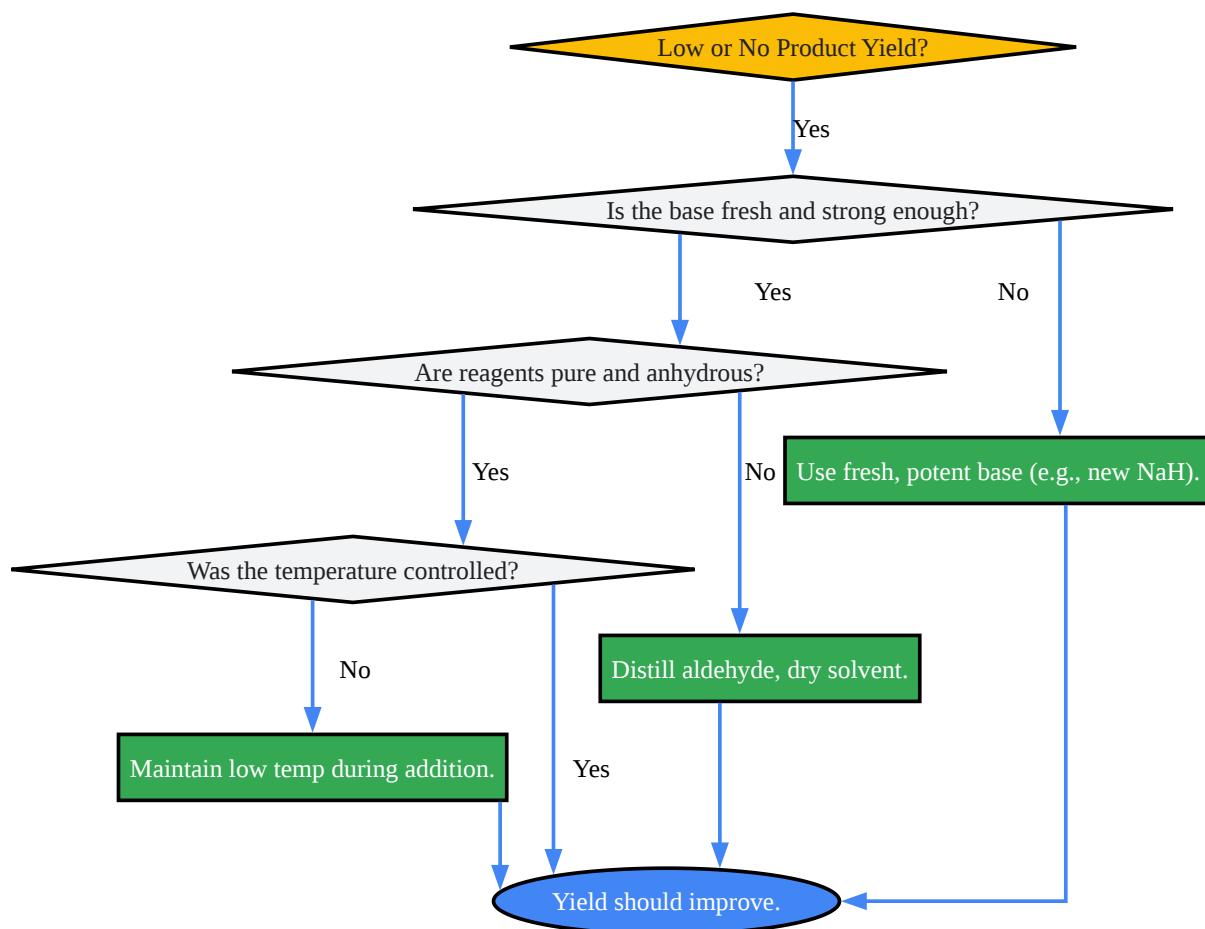 Low or No Product Yield?
Yes
Is the base fresh and strong enough?
Yes
No
Are reagents pure and anhydrous?
Use fresh, potent base (e.g., new NaH).
Yes
No
Was the temperature controlled?
No
Distill aldehyde, dry solvent.
Maintain low temp during addition.
Yes
Yield should improve.